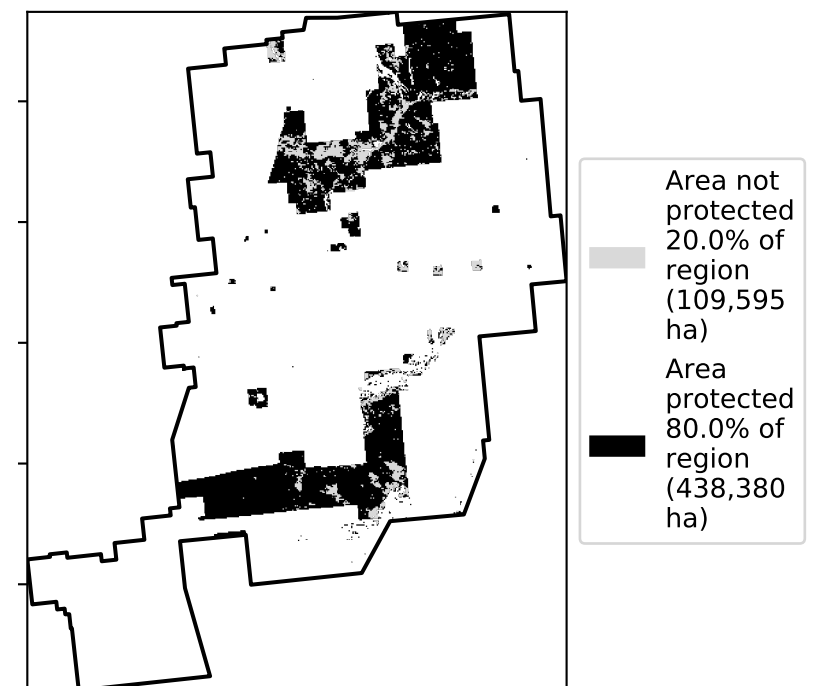 Area not
protected
20.0% of
region
(109,595
ha)
Area
protected
80.0% of
region
(438,380
ha)